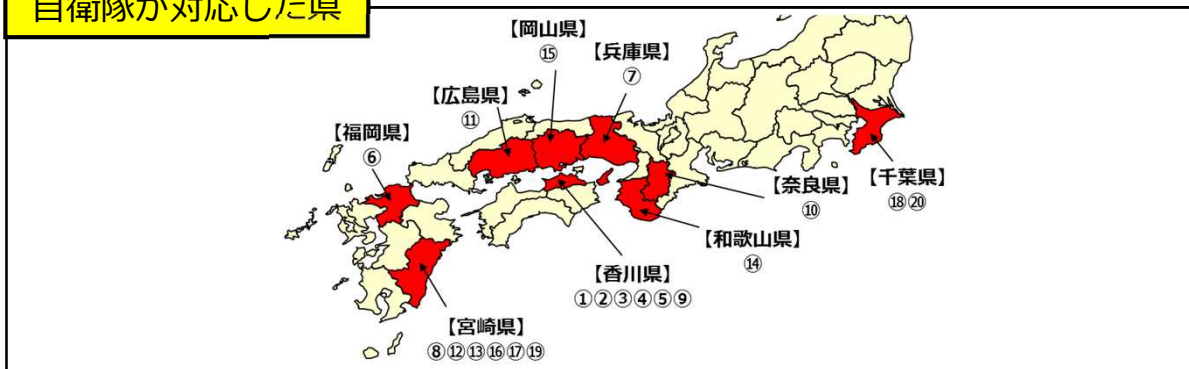 自衛隊が対応した県
【岡山県】
⑮
【兵庫県】
⑦
【広島県】
⑪
【福岡県】
⑥
【奈良県】
⑩
【千葉県】
⑱⑳
【和歌山県】
⑭
【香川県】
①②③④⑤⑨
【宮崎県】
⑧⑫⑬⑯⑰⑲